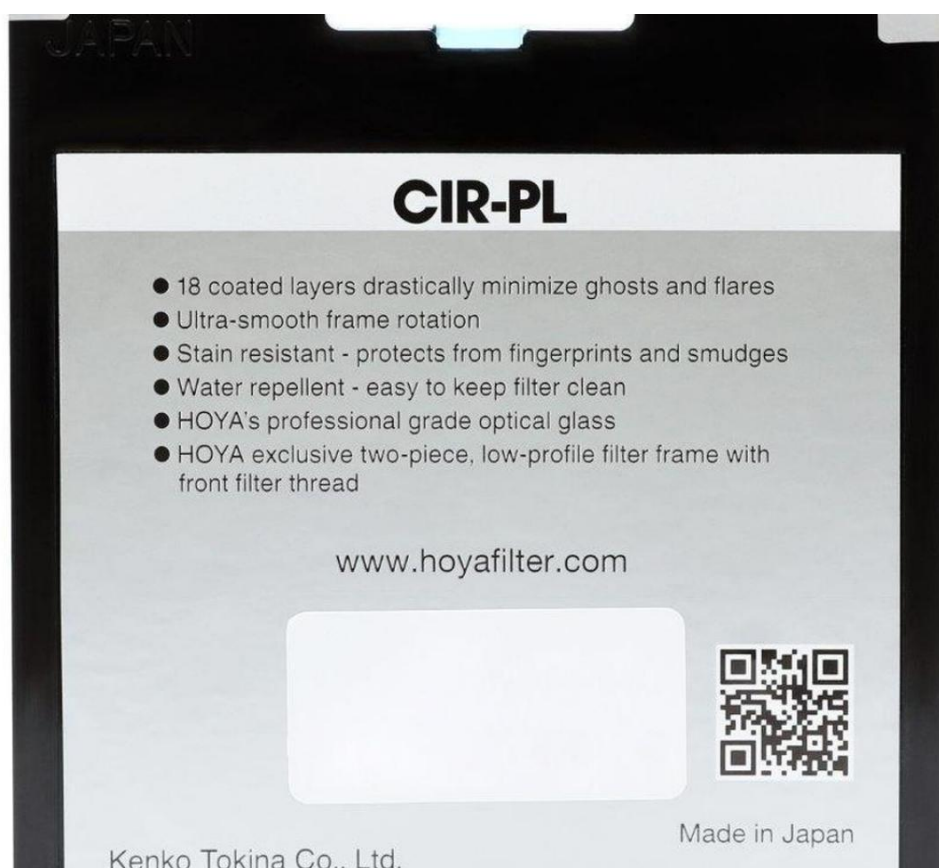 JAPAN
CIR-PL
● 18 coated layers drastically minimize ghosts and flares
● Ultra-smooth frame rotation
● Stain resistant - protects from fingerprints and smudges
● Water repellent - easy to keep filter clean
● HOYA's professional grade optical glass
● HOYA exclusive two-piece, low-profile filter frame with
front filter thread
www.hoyafilter.com
Made in Japan
Kenko Tokina Co., Ltd.